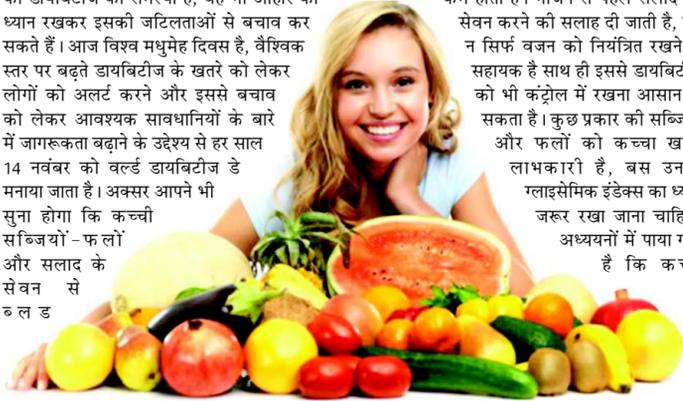 ध्यान रखकर इसकी जटिलताओं से बचाव कर
सकते हैं। आज विश्व मधुमेह दिवस है, वैश्विक
स्तर पर बढ़ते डायबिटीज के खतरे को लेकर
लोगों को अलर्ट करने और इससे बचाव
को लेकर आवश्यक सावधानियों के बारे
में जागरूकता बढ़ाने के उद्देश्य से हर साल
14 नवंबर को वर्ल्ड डायबिटीज डे
मनाया जाता है। अक्सर आपने भी
सुना होगा कि कच्ची
सब्जियों-फलों
और सलाद के
सेवन से
ब्लड
सेवन करने की सलाह दी जाती है,
न सिर्फ वजन को नियंत्रित रखने
सहायक है साथ ही इससे
को भी कंट्रोल में रखना आसान
सकता है। कुछ प्रकार की
और फलों को कच्चा
लाभकारी है, बस
ग्लाइसेमिक इंडेक्स का
जरूर रखा जाना
अध्ययनों में पाया
है कि